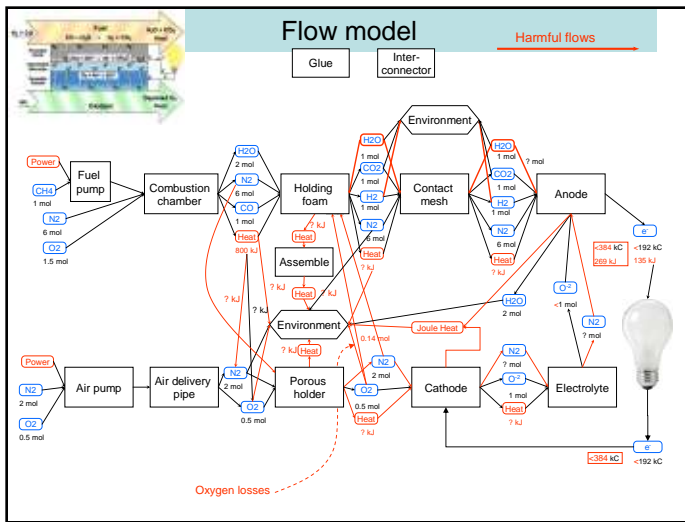 Flow model
Harmful flows
Fuel
Heat
Oxygen
Glue
Inter-
connector
Environment
Power
Fuel
pump
CH4
1 mol
N2
6 mol
O2
1.5 mol
Combustion
chamber
H2O
2 mol
N2
6 mol
CO
1 mol
Heat
800 kJ
Holding
foam
H2O
1 mol
CO2
1 mol
H2
1 mol
N2
6 mol
Heat
? kJ
Contact
mesh
H2O
1 mol
? mol
CO2
1 mol
H2
1 mol
N2
6 mol
Heat
? kJ
Anode
e-
<384 kC
269 kJ
<192 kC
135 kJ
? kJ
Heat
Assemble
Heat
? kJ
? kJ
? kJ
Environment
? kJ
Heat
O-2
<1 mol
H2O
2 mol
N2
? mol
Joule Heat
0.14 mol
Power
N2
2 mol
O2
0.5 mol
Air pump
Air delivery
pipe
N2
2 mol
O2
0.5 mol
Porous
holder
N2
2 mol
O2
0.5 mol
Heat
? kJ
Cathode
N2
? mol
O-2
1 mol
Heat
? kJ
Electrolyte
e-
<384 kC
<192 kC
Oxygen losses